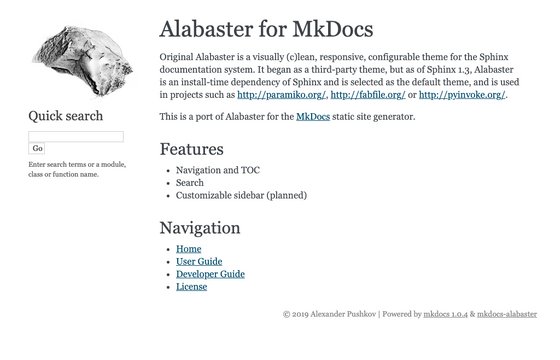 Quick search
Go
Enter search terms or a module,
class or function name.
Alabaster for MkDocs
Original Alabaster is a visually (c)lean, responsive, configurable theme for the Sphinx
documentation system. It began as a third-party theme, but as of Sphinx 1.3, Alabaster
is an install-time dependency of Sphinx and is selected as the default theme, and is used
in projects such as http://paramiko.org/, http://fabfile.org/ or http://pyinvoke.org/.
This is a port of Alabaster for the MkDocs static site generator.
Features
• Navigation and TOC
• Search
• Customizable sidebar (planned)
Navigation
• Home
• User Guide
• Developer Guide
• License
© 2019 Alexander Pushkov | Powered by mkdocs 1.0.4 & mkdocs-alabaster